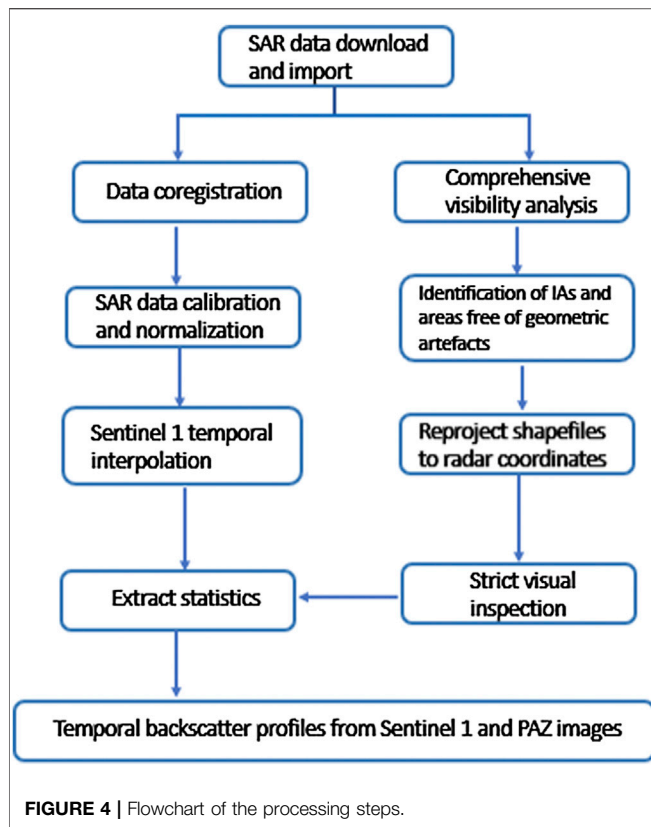 SAR data download
and import
Data coregistration
Comprehensive
visibility analysis
SAR data calibration
and normalization
Identification of IAs and
areas free of geometric
artefacts
Sentinel 1 temporal
interpolation
Reproject shapefiles
to radar coordinates
Extract statistics
Strict visual
inspection
Temporal backscatter profiles from Sentinel 1 and PAZ images
FIGURE 4 | Flowchart of the processing steps.